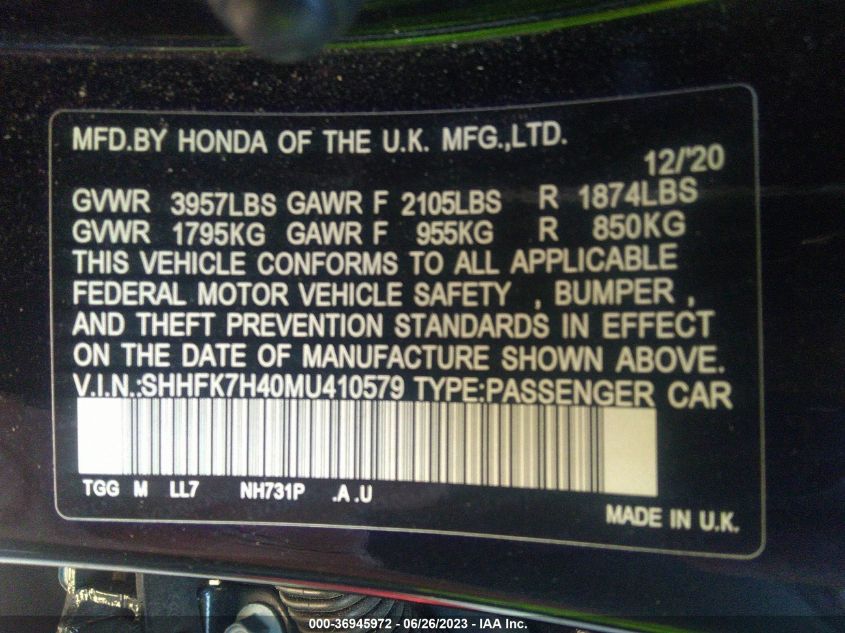 MFD.BY HONDA OF THE U.K. MFG.,LTD.
12/'20
GVWR 3957LBS GAWR F 2105LBS R 1874LBS
GVWR 1795KG GAWR F 955KG R 850KG
THIS VEHICLE CONFORMS TO ALL APPLICABLE
FEDERAL MOTOR VEHICLE SAFETY , BUMPER ,
AND THEFT PREVENTION STANDARDS IN EFFECT
ON THE DATE OF MANUFACTURE SHOWN ABOVE.
V.I.N.:SHHFK7H40MU410579 TYPE:PASSENGER CAR
TGG M LL7 NH731P .A .U
MADE IN U.K.
000-36945972 - 06/26/2023 - IAA Inc.